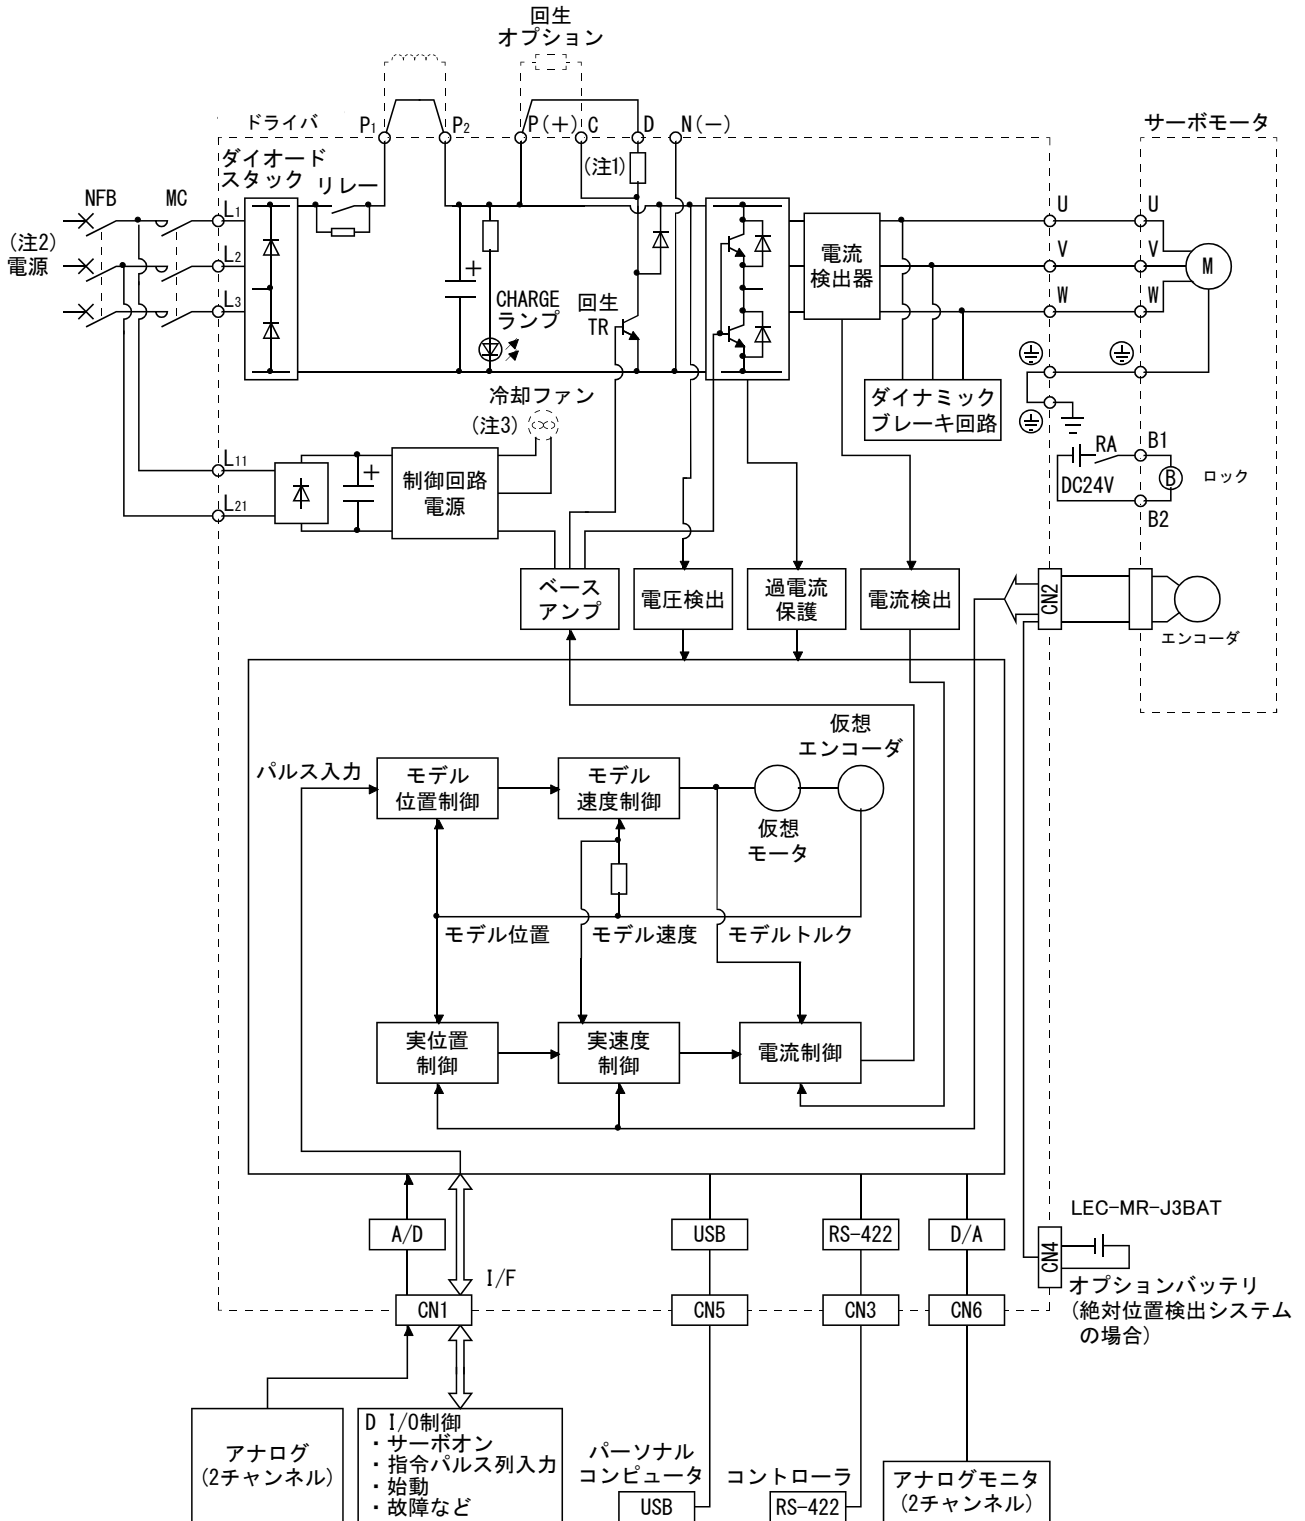 回生
オプション
ドライバ
P1
P2
P(+)
C
D
N(-)
サーボモータ
ダイオード
スタック
リレー
(注1)
NFB
MC
L1
L2
L3
(注2)
電源
+
CHARGE
ランプ
回生
TR
電流
検出器
U
V
W
U
V
W
M
ダイナミック
ブレーキ回路
冷却ファン
(注3)
L11
L21
+
制御回路
電源
RA
DC24V
B1
B
B2
ロック
ベース
アンプ
電圧検出
過電流
保護
電流検出
CN2
エンコーダ
パルス入力
モデル
位置制御
モデル
速度制御
仮想
エンコーダ
仮想
モータ
モデル位置
モデル速度
モデルトルク
実位置
制御
実速度
制御
電流制御
A/D
I/F
USB
RS-422
D/A
LEC-MR-J3BAT
CN4
オプションバッテリ
(絶対位置検出システム
の場合)
CN1
CN5
CN3
CN6
アナログ
(2チャンネル)
D I/O制御
・サーボオン
・指令パルス列入力
・始動
・故障など
パーソナル
コンピュータ
USB
コントローラ
RS-422
アナログモニタ
(2チャンネル)